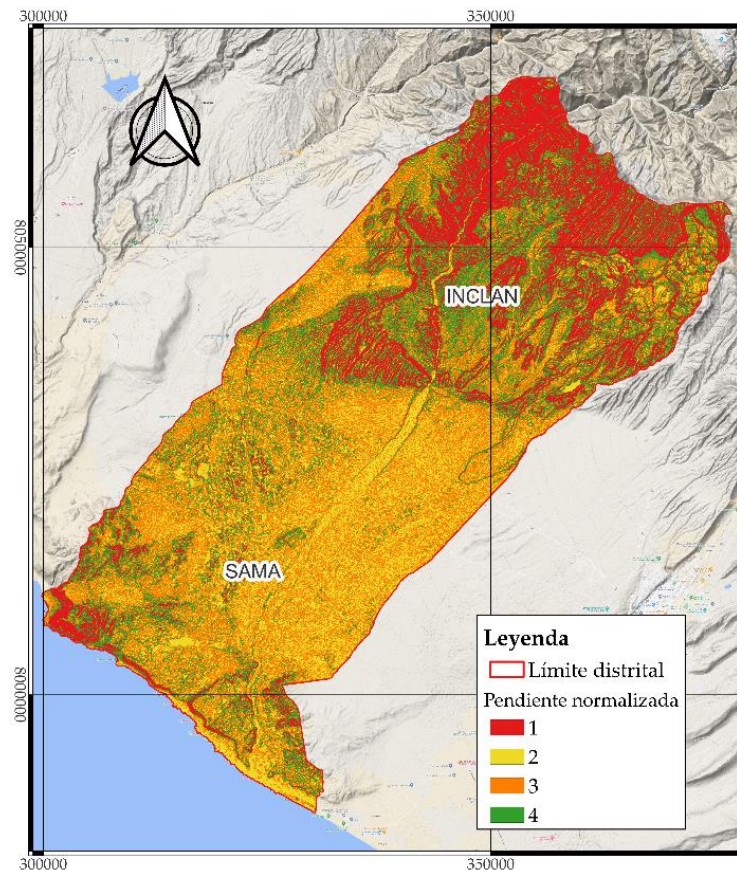 300000
350000
8050000
INCLAN
SAMA
8000000
Leyenda
Límite distrital
Pendiente normalizada
1
2
3
4
300000
350000